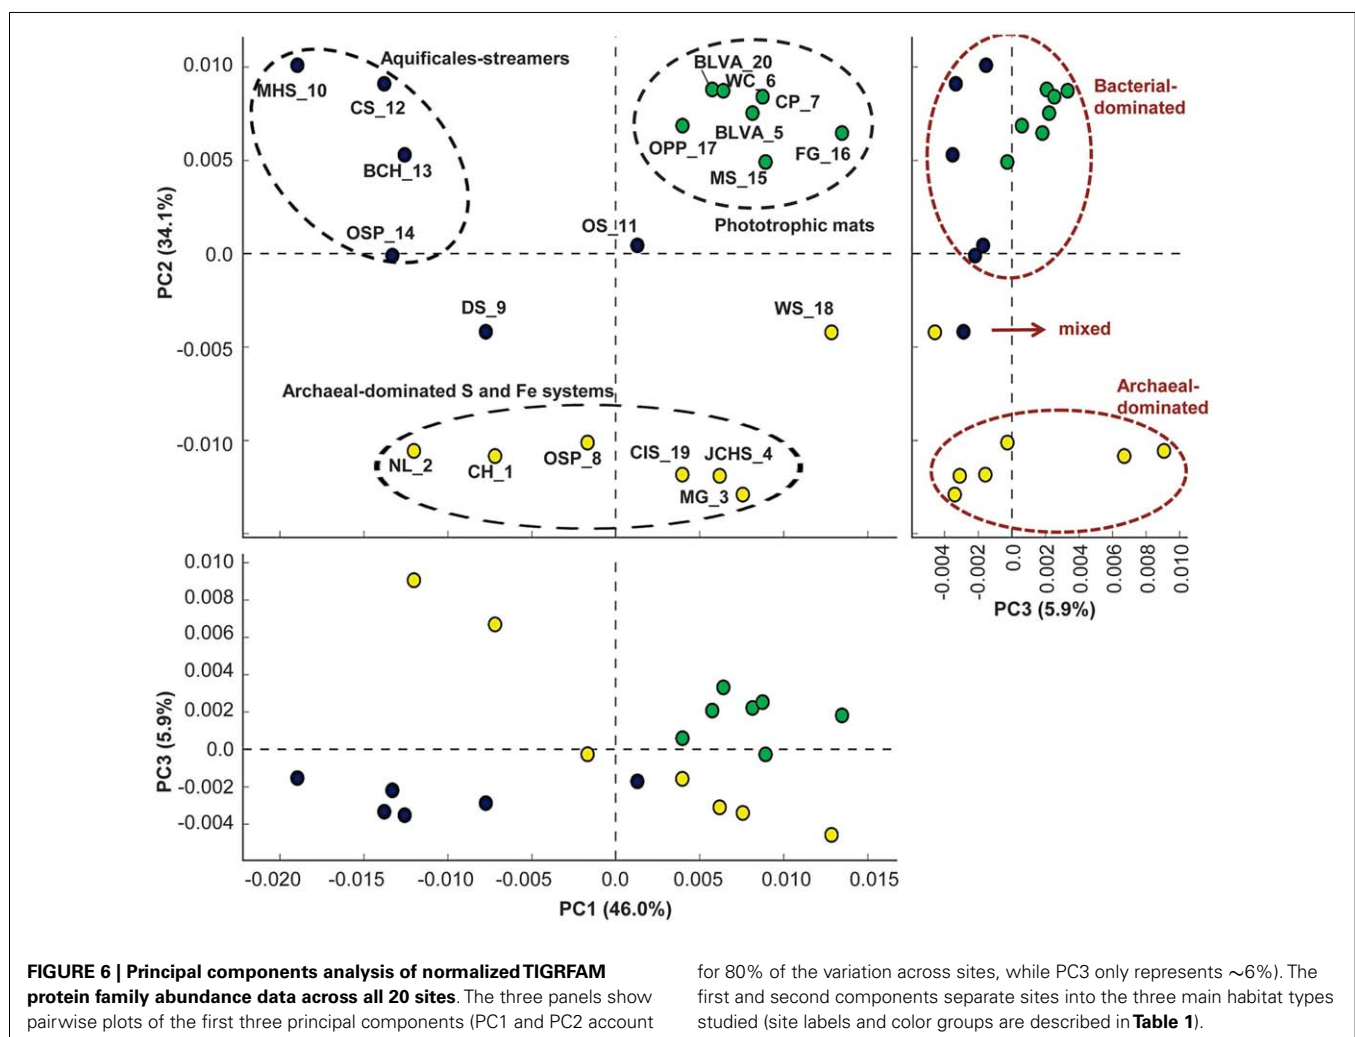 Aquificales-streamers
MHS_10
CS_12
BCH_13
OSP_14
BLVA_20
WC_6
CP_7
BLVA_5
OPP_17
FG_16
MS_15
OS_11
Phototrophic mats
DS_9
WS_18
Archaeal-dominated S and Fe systems
NL_2
CH_1
OSP_8
CIS_19
JCHS_4
MG_3
0.010
0.005
0.0
-0.005
-0.010
PC2 (34.1%)
Bacterial-
dominated
mixed
Archaeal-
dominated
-0.004
-0.002
0.0
0.002
0.004
0.006
0.008
0.010
PC3 (5.9%)
0.010
0.008
0.006
0.004
0.002
0.0
-0.002
-0.004
PC3 (5.9%)
-0.020 -0.015 -0.010 -0.005 0.0 0.005 0.010 0.015
PC1 (46.0%)
FIGURE 6 | Principal components analysis of normalized TIGRFAM
protein family abundance data across all 20 sites. The three panels show
pairwise plots of the first three principal components (PC1 and PC2 account
for 80% of the variation across sites, while PC3 only represents ∼6%). The
first and second components separate sites into the three main habitat types
studied (site labels and color groups are described in Table 1).